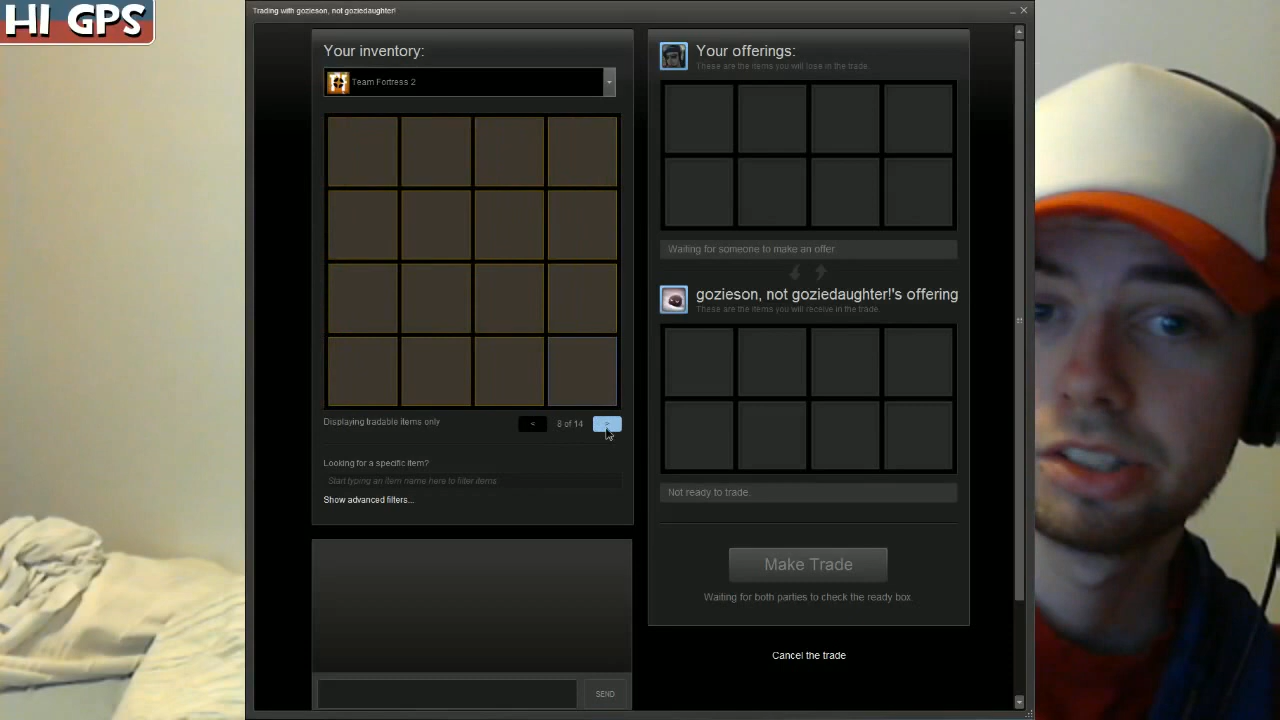 HI GPS
Trading with gozieson, not goziedaughter!
Your inventory:
Team Fortress 2
Displaying tradable items only
<
8 of 14
>
Looking for a specific item?
Start typing an item name here to filter items
Show advanced filters...
SEND
Your offerings:
These are the items you will lose in the trade.
Waiting for someone to make an offer.
gozieson, not goziedaughter!'s offering
These are the items you will receive in the trade.
Not ready to trade.
Make Trade
Waiting for both parties to check the ready box.
Cancel the trade